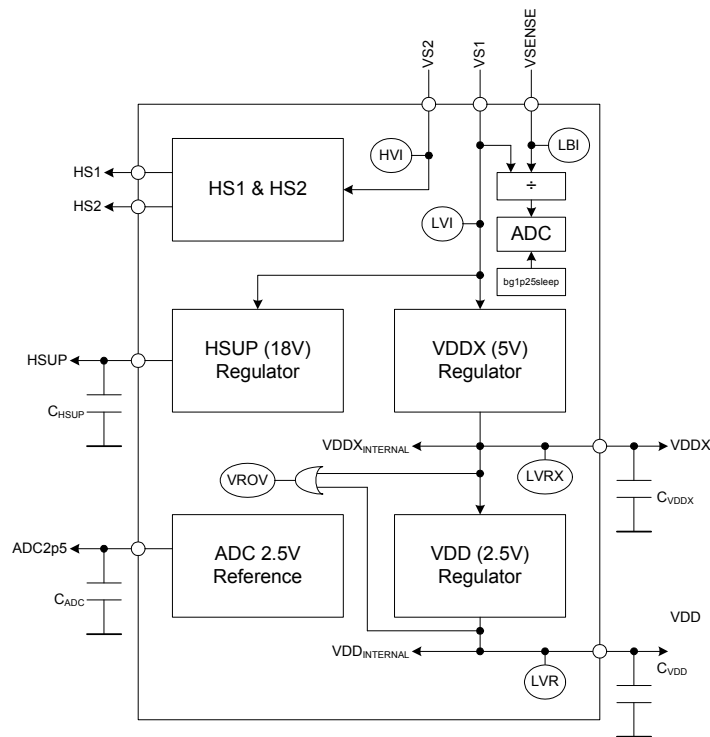 VS2
VS1
VSENSE
HVI
LBI
HS1
HS2
HS1 & HS2
÷
LVI
ADC
bg1p25sleep
HSUP
HSUP (18V)
Regulator
VDDX (5V)
Regulator
CHSUP
VDDXINTERNAL
VDDX
VROV
LVRX
CVDDX
ADC2p5
ADC 2.5V
Reference
VDD (2.5V)
Regulator
CADC
VDD
VDDINTERNAL
LVR
CVDD